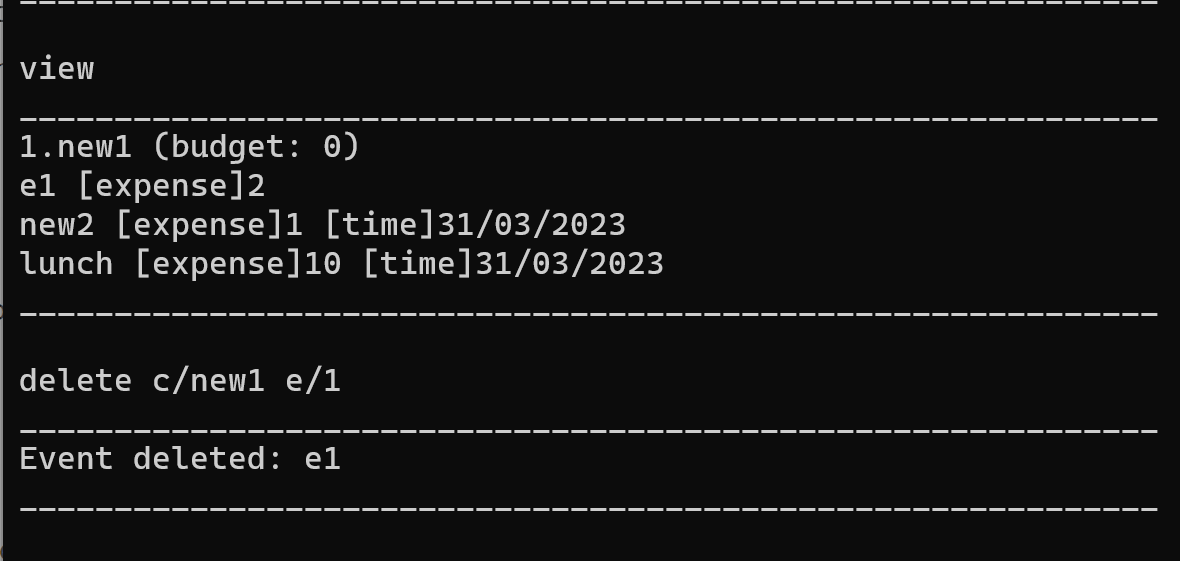 ____________________________________________________________
view
____________________________________________________________
1.new1 (budget: 0)
e1 [expense]2
new2 [expense]1 [time]31/03/2023
lunch [expense]10 [time]31/03/2023
____________________________________________________________
delete c/new1 e/1
____________________________________________________________
Event deleted: e1
____________________________________________________________